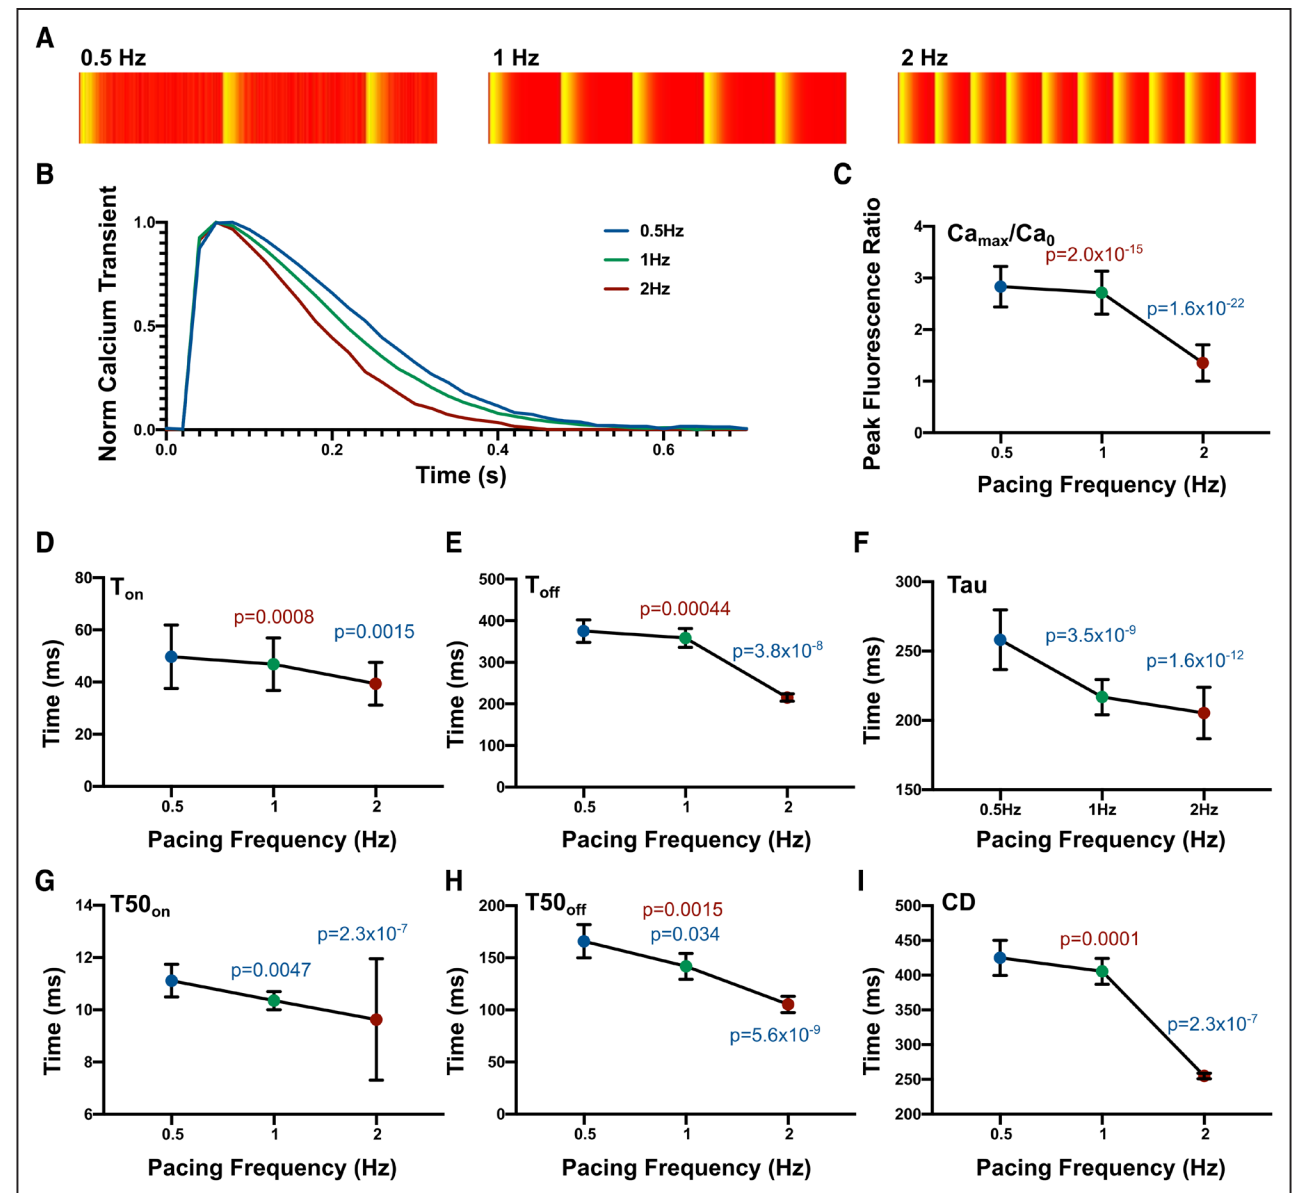 A
0.5 Hz
1 Hz
2 Hz
B
Norm Calcium Transient
1.0
0.5
0.0
0.0
0.2
0.4
0.6
Time (s)
0.5Hz
1Hz
2Hz
C
Peak Fluorescence Ratio
Camax/Ca0
p=2.0x10-15
p=1.6x10-22
4
3
2
1
0
0.5
1
2
Pacing Frequency (Hz)
D
Ton
Time (ms)
80
60
40
20
0
p=0.0008
p=0.0015
0.5
1
2
Pacing Frequency (Hz)
E
Toff
Time (ms)
500
400
300
200
100
0
p=0.00044
p=3.8x10-8
0.5
1
2
Pacing Frequency (Hz)
F
Tau
Time (ms)
300
250
200
150
p=3.5x10-9
p=1.6x10-12
0.5Hz
1Hz
2Hz
Pacing Frequency (Hz)
G
T50on
Time (ms)
14
12
10
8
6
p=2.3x10-7
p=0.0047
0.5
1
2
Pacing Frequency (Hz)
H
T50off
Time (ms)
200
150
100
50
0
p=0.0015
p=0.034
p=5.6x10-9
0.5
1
2
Pacing Frequency (Hz)
I
CD
Time (ms)
500
450
400
350
300
250
200
p=0.0001
p=2.3x10-7
0.5
1
2
Pacing Frequency (Hz)